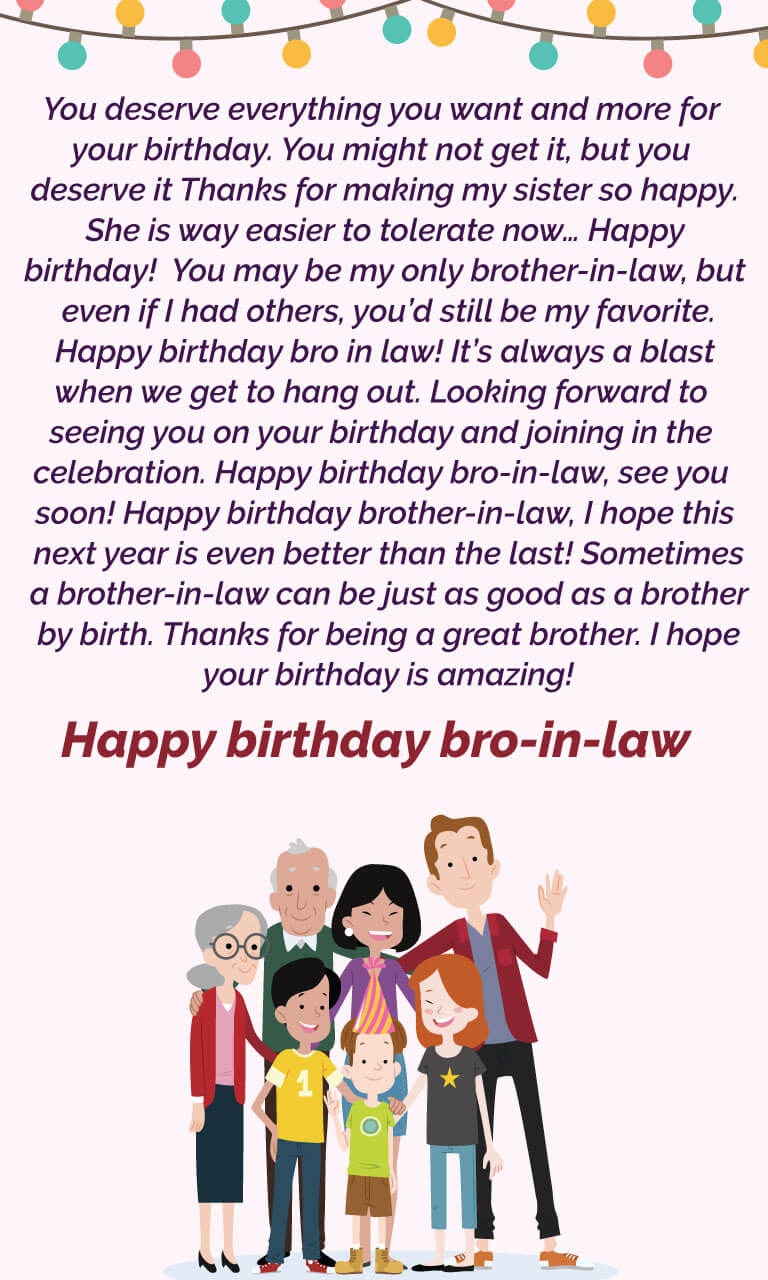 You deserve everything you want and more for
your birthday. You might not get it, but you
deserve it Thanks for making my sister so happy.
She is way easier to tolerate now... Happy
birthday!  You may be my only brother-in-law, but
even if I had others, you’d still be my favorite.
Happy birthday bro in law! It’s always a blast
when we get to hang out. Looking forward to
seeing you on your birthday and joining in the
celebration. Happy birthday bro-in-law, see you
soon! Happy birthday brother-in-law, I hope this
next year is even better than the last! Sometimes
a brother-in-law can be just as good as a brother
by birth. Thanks for being a great brother. I hope
your birthday is amazing!
Happy birthday bro-in-law
1